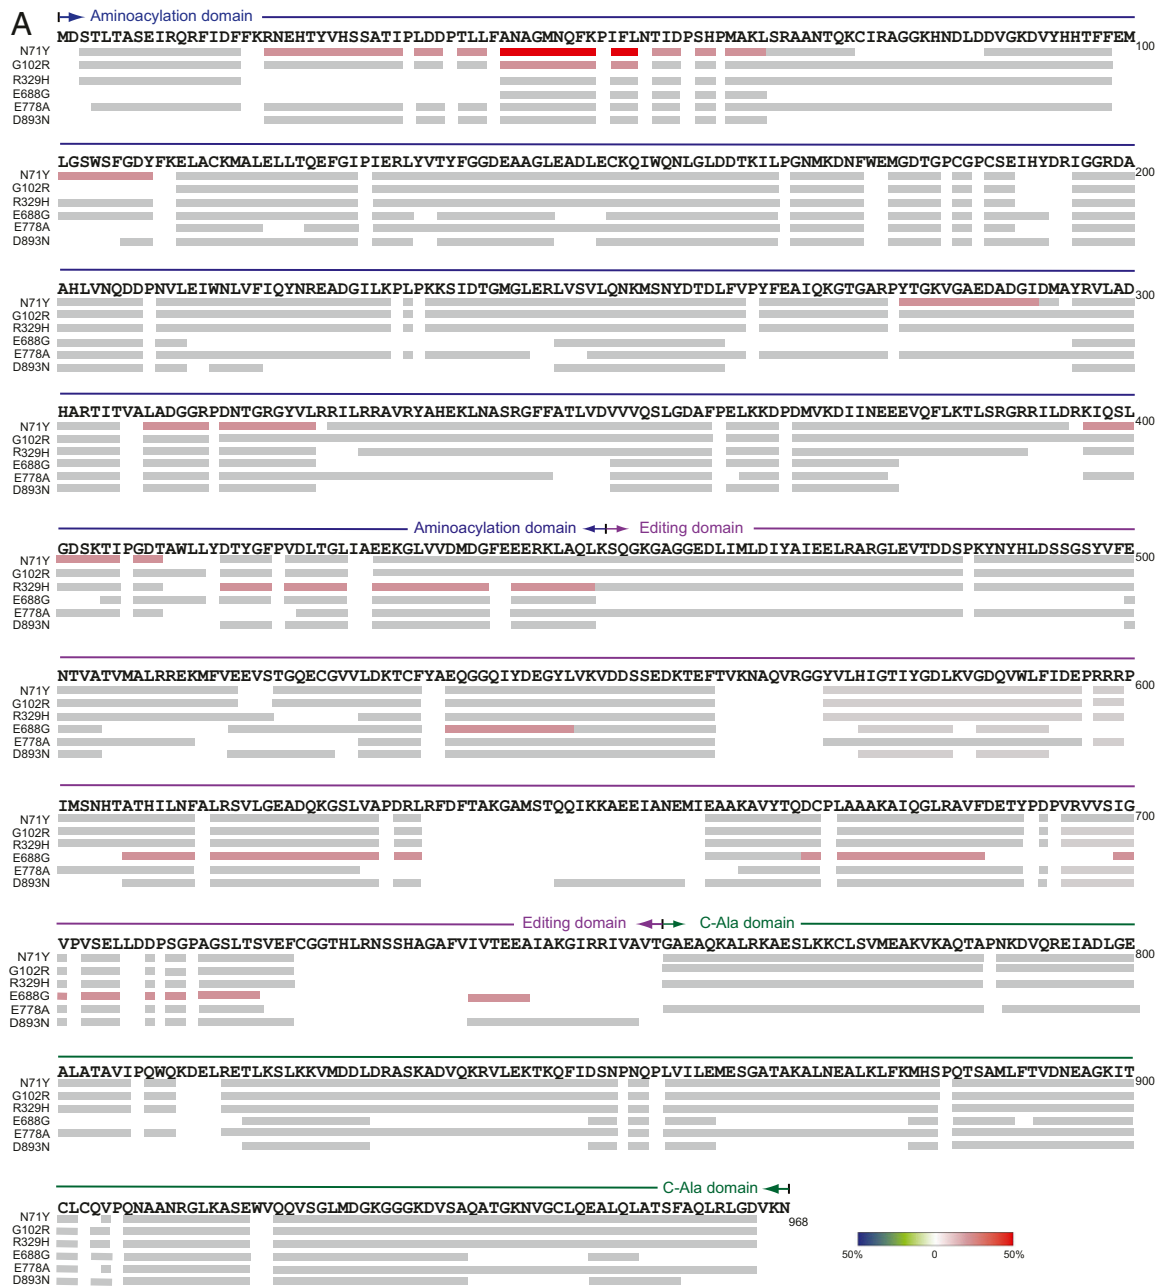 A
Aminoacylation domain
MDSTLTASEIRQRFIDFFKRNEHTYVHSSATIPLDDPTLLFANAGMNQFKPIFLNTIDPSHPMAKLSRAANTQKCIRAGGKHNDLDDVGKDVYHHTFFEM
100
N71Y
G102R
R329H
E688G
E778A
D893N
LGSWSFGDYFKELACKMALELLTQEFGIPIERLYVTYFGGDEAAGLEADLECKQIWQNLGLDDTKILPGNMKDNFWEMGDTGPCGPCSEIHYDRIGGRDA
200
N71Y
G102R
R329H
E688G
E778A
D893N
AHLVNQDDPNVLEIWNLVFIQYNREADGILKPLPKKSIDTGMGLERLVSVLQNKMSNYDTDLFVPYFEAIQKGTGARPYTGKVGAEDADGIDMAYRVLAD
300
N71Y
G102R
R329H
E688G
E778A
D893N
HARTITVALADGGRPDNTGRGYVLRRILRRAVRYAHEKLNASRGFFATLVDVVVQSLGDAFPELKKDPDMVKDIINEEEVQFLKTLSRGRRILDRKIQSL
400
N71Y
G102R
R329H
E688G
E778A
D893N
Aminoacylation domain
Editing domain
GDSKTIPGDTAWLLYDTYGFPVDLTGLIAEEKGLVVDMDGFEEERKLAQLKSQGKGAGGEDLIMLDIYAIEELRARGLEVTDDSPKYNYHLDSSGSYVFE
500
N71Y
G102R
R329H
E688G
E778A
D893N
NTVATVMALRREKMFVEEVSTGQECGVVLDKTCFYAEQGGQIYDEGYLVKVDDSSEDKTEFTVKNAQVRGGYVLHIGTIYGDLKVGDQVWLFIDEPRRRP
600
N71Y
G102R
R329H
E688G
E778A
D893N
IMSNHTATHILNFALRSVLGEADQKGSLVAPDRLRFDFTAKGAMSTQQIKKAEEIANEMIEAAKAVYTQDCPLAAAKAIQGLRAVFDETYPDPVRVVSIG
700
N71Y
G102R
R329H
E688G
E778A
D893N
Editing domain
C-Ala domain
VPVSELLDDPSGPAGSLTSVEFCGGTHLRNSSHAGAFVIVTEEAIAKGIRRIVAVTGAEAQKALRKAESLKKCLSVMEAKVKAQTAPNKDVQREIADLGE
800
N71Y
G102R
R329H
E688G
E778A
D893N
ALATAVIPQWQKDELRETLKSLKKVMDDLDRASKADVQKRVLEKTKQFIDSNPNQPLVILEMESGATAKALNEALKLFKMHSPQTSAMLFTVDNEAGKIT
900
N71Y
G102R
R329H
E688G
E778A
D893N
C-Ala domain
CLCQVPQNAANRGLKASEWVQQVSGLMDGKGGGKDVSAQATGKNVGCLQEALQLATSFAQLRLGDVKN
968
N71Y
G102R
R329H
E688G
E778A
D893N
50% 0 50%